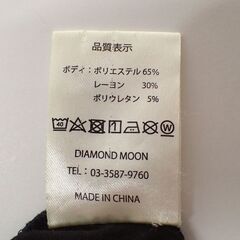 品質表示
ボディ：ポリエステル 65%
レーヨン 30%
ポリウレタン 5%
40
DIAMOND MOON
TEL：03-3587-9760
MADE IN CHINA